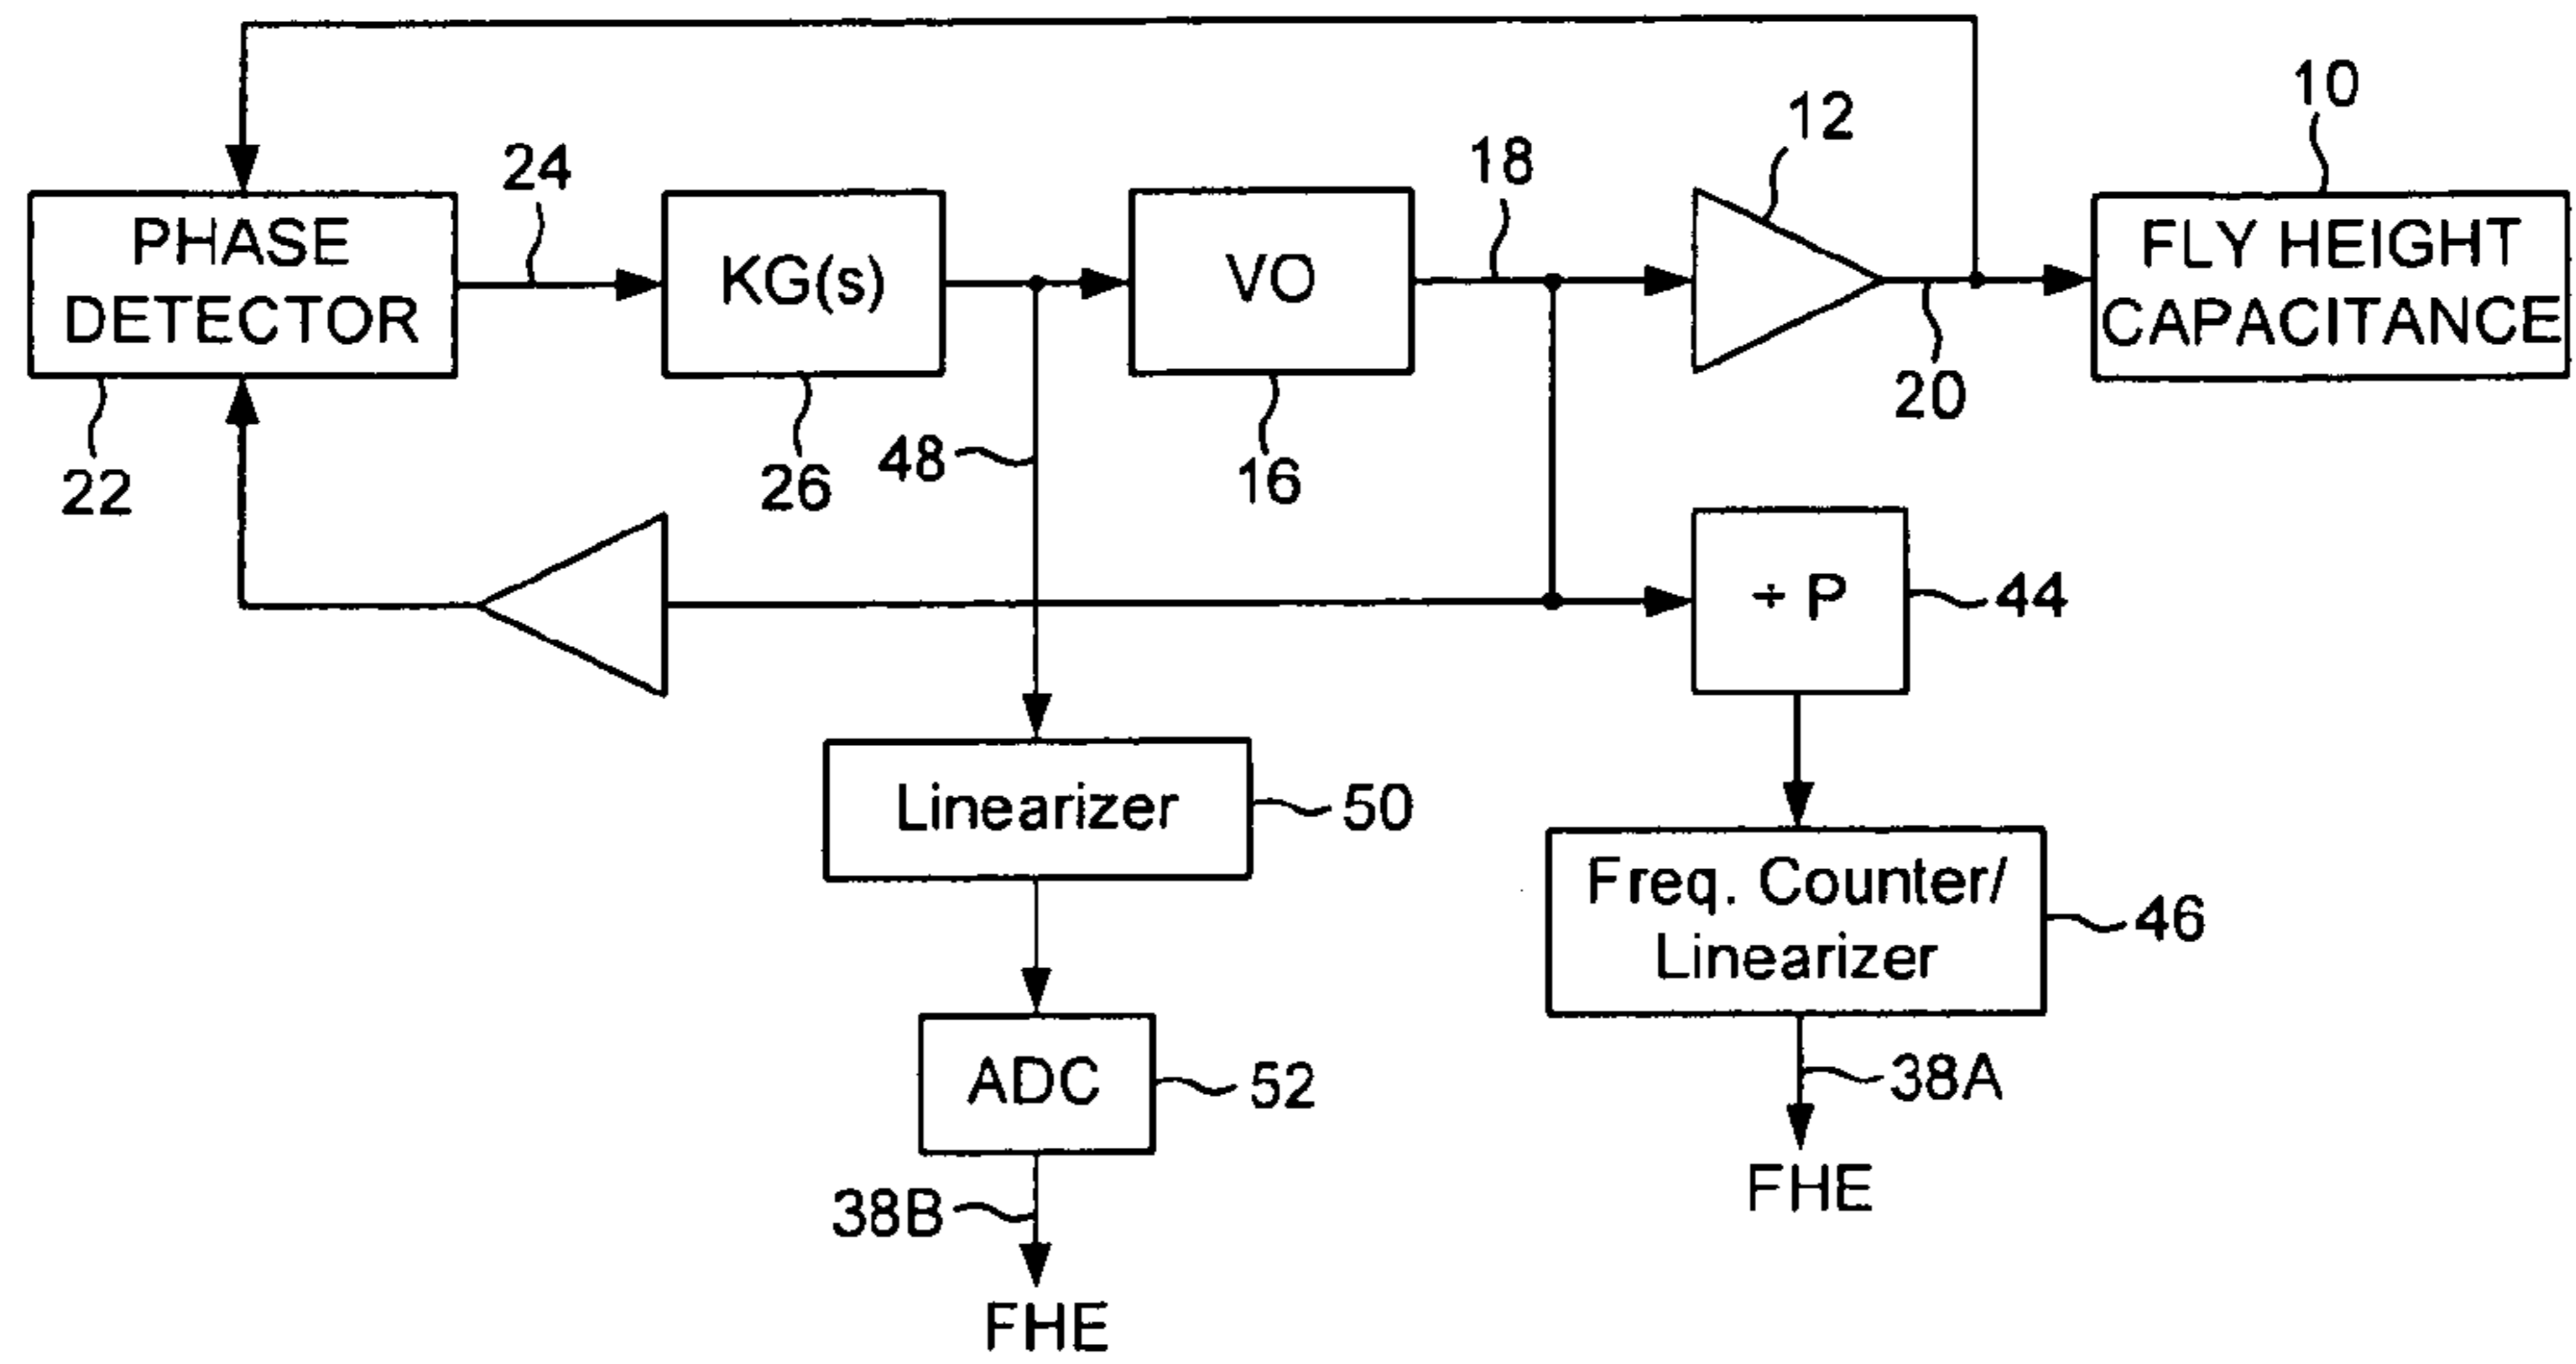 10
12
24
18
PHASE
DETECTOR
KG(s)
VO
FLY HEIGHT
CAPACITANCE
20
22
26
48
16
÷ P
44
Linearizer
50
Freq. Counter/
Linearizer
46
ADC
52
38A
FHE
38B
FHE